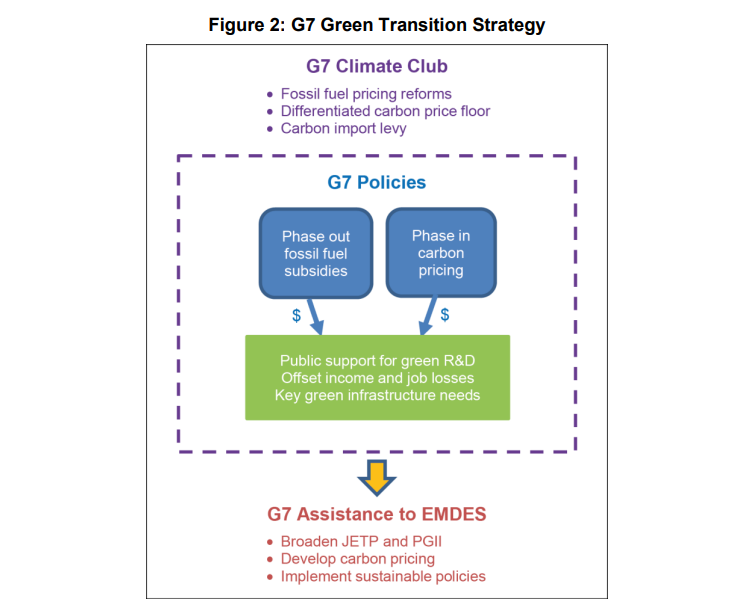 Figure 2: G7 Green Transition Strategy
G7 Climate Club
• Fossil fuel pricing reforms
• Differentiated carbon price floor
• Carbon import levy
G7 Policies
Phase out
fossil fuel
subsidies
Phase in
carbon
pricing
$
$
Public support for green R&D
Offset income and job losses
Key green infrastructure needs
G7 Assistance to EMDES
• Broaden JETP and PGII
• Develop carbon pricing
• Implement sustainable policies